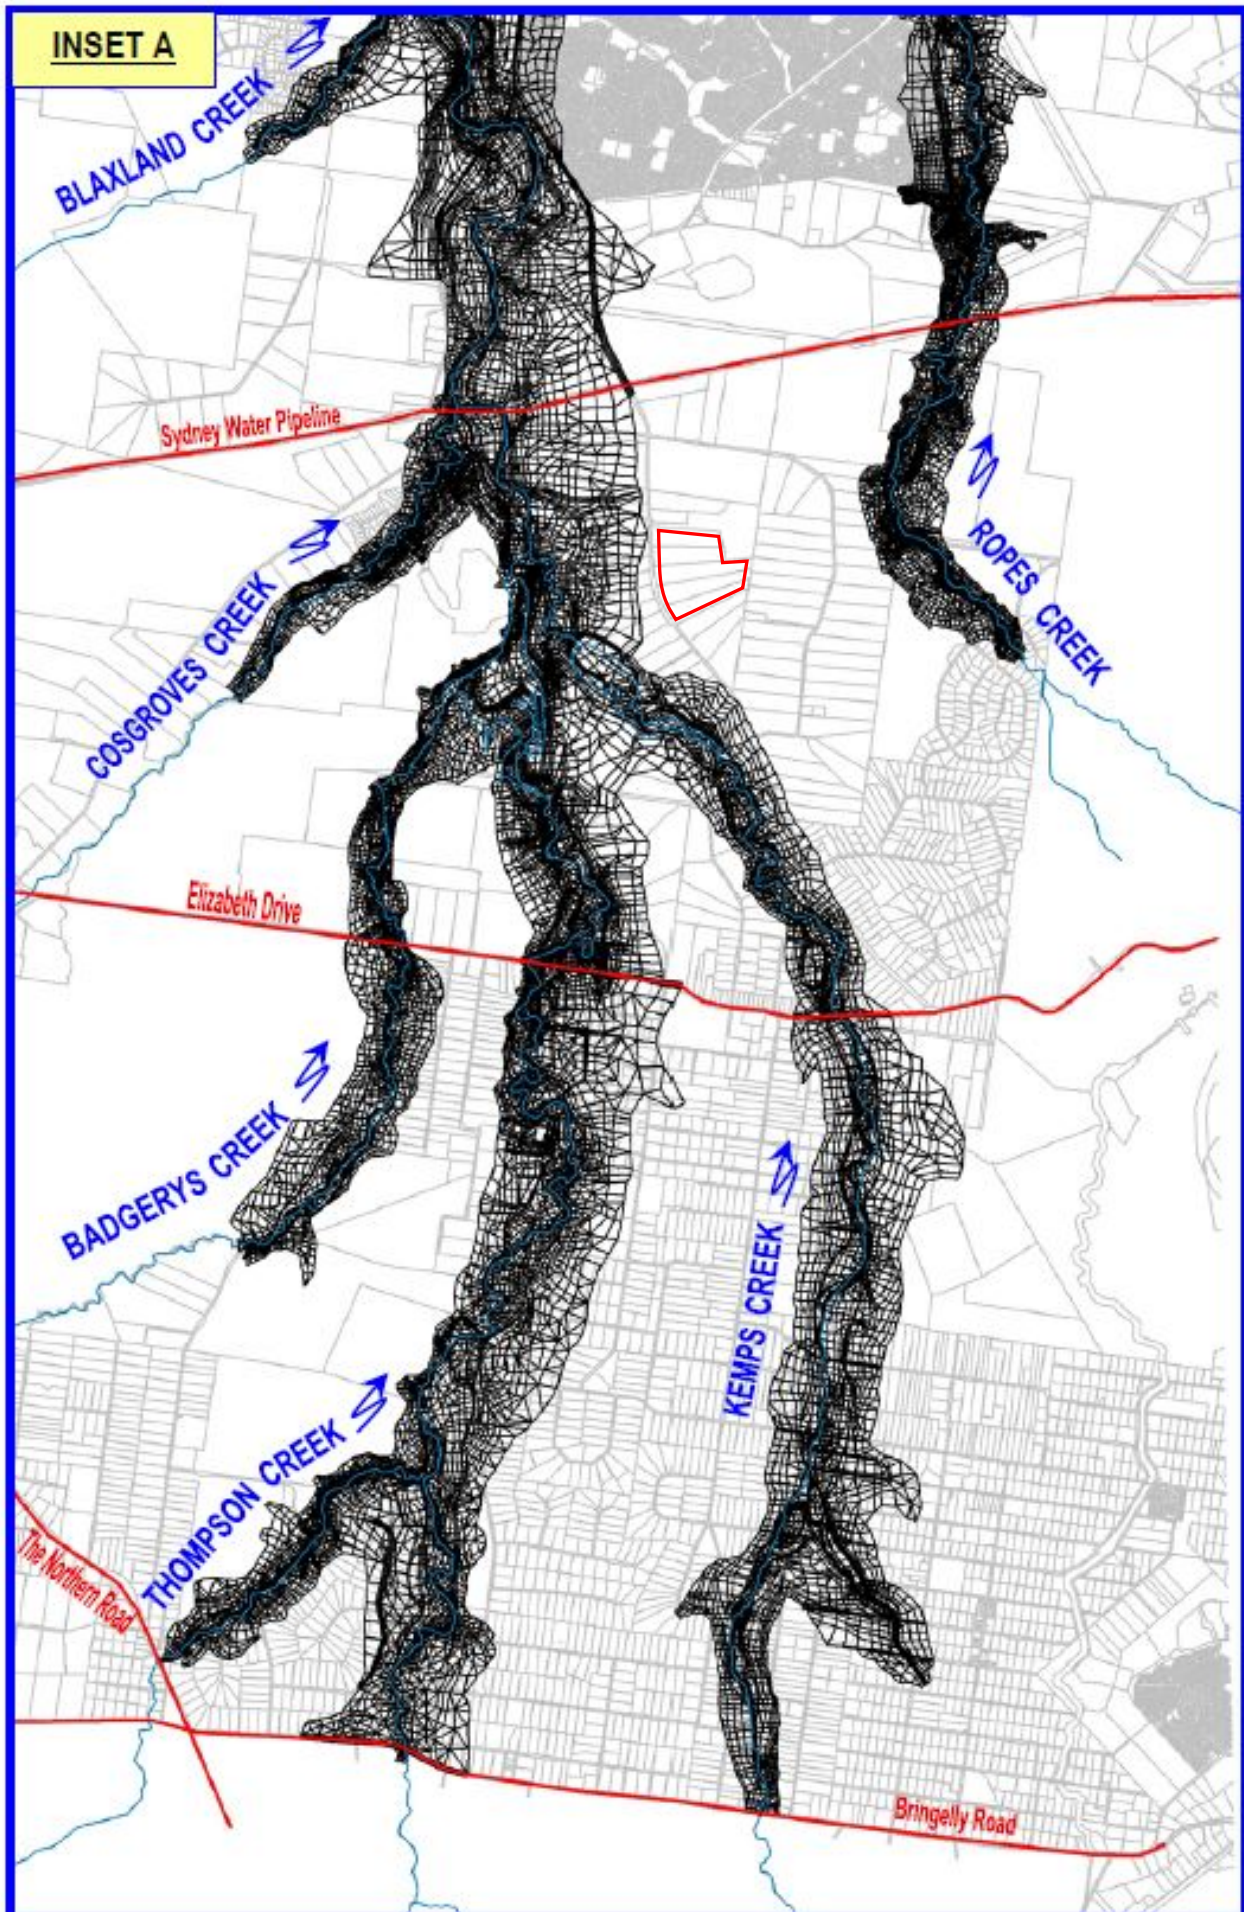 INSET A
BLAXLAND CREEK
Sydney Water Pipeline
ROPES CREEK
COSGROVES CREEK
Elizabeth Drive
BADGERYS CREEK
KEMPS CREEK
THOMPSON CREEK
The Northern Road
Bringelly Road